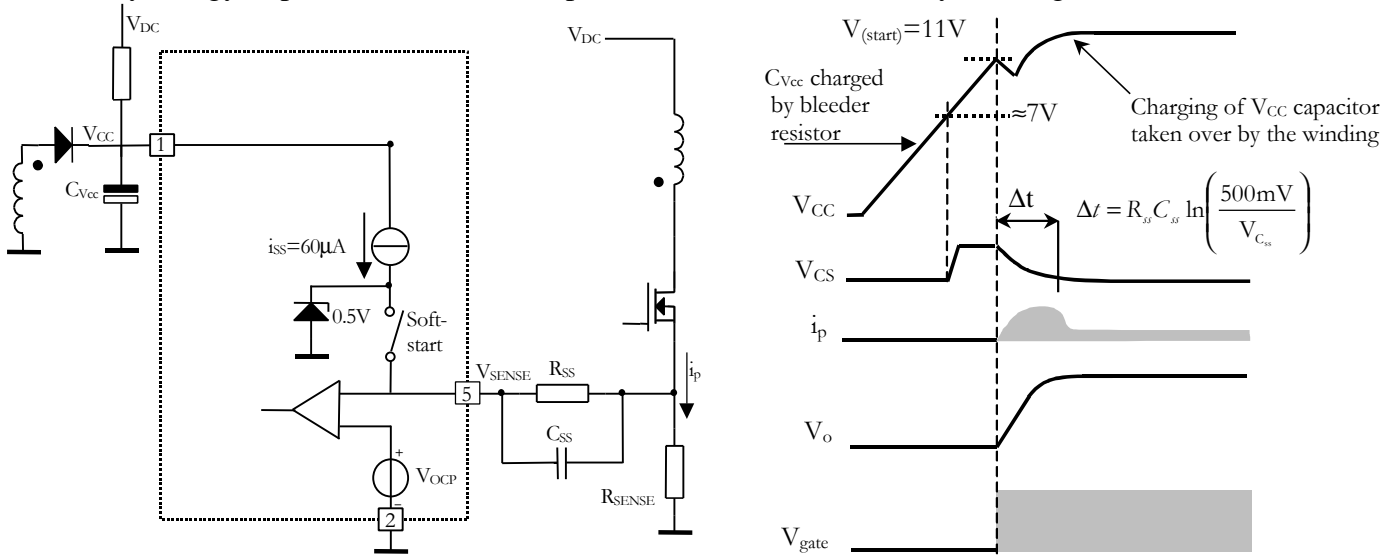 V_DC
V_CC
C_Vcc
1
i_SS=60µA
0.5V
Soft-
start
V_SENSE
5
R_SS
C_SS
i_p
R_SENSE
+
V_OCP
−
2
V_DC
V_(start)=11V
C_Vcc charged
by bleeder
resistor
≈7V
Charging of V_CC capacitor
taken over by the winding
V_CC
Δt
Δt = R_ss C_ss ln(500mV / V_Css)
V_CS
i_p
V_o
V_gate